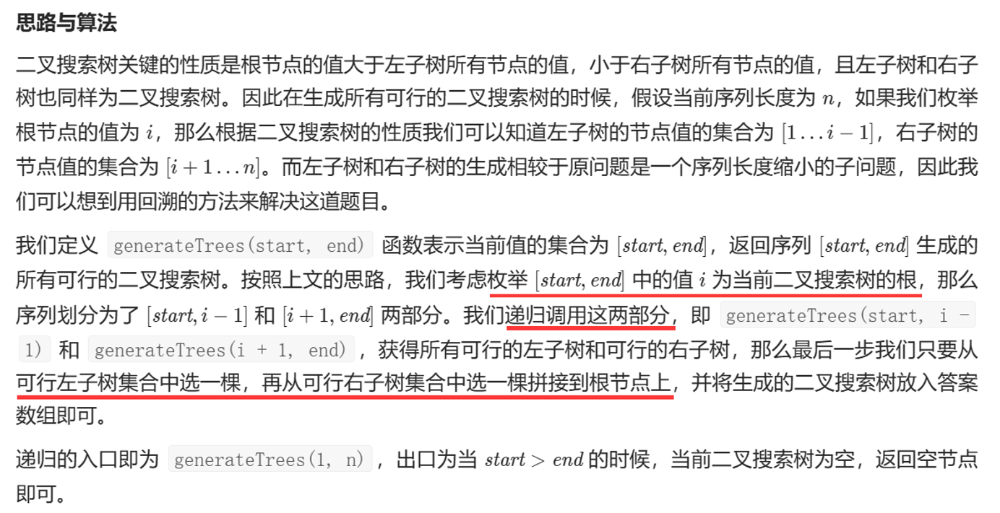 思路与算法
二叉搜索树关键的性质是根节点的值大于左子树所有节点的值，小于右子树所有节点的值，且左子树和右子
树也同样为二叉搜索树。因此在生成所有可行的二叉搜索树的时候，假设当前序列长度为 n，如果我们枚举
根节点的值为 i，那么根据二叉搜索树的性质我们可以知道左子树的节点值的集合为 [1…i − 1]，右子树的
节点值的集合为 [i + 1…n]。而左子树和右子树的生成相较于原问题是一个序列长度缩小的子问题，因此我
们可以想到用回溯的方法来解决这道题目。
我们定义 generateTrees(start, end) 函数表示当前值的集合为 [start, end]，返回序列 [start, end] 生成的
所有可行的二叉搜索树。按照上文的思路，我们考虑枚举 [start, end] 中的值 i 为当前二叉搜索树的根，那么
序列划分为了 [start, i − 1] 和 [i + 1, end] 两部分。我们递归调用这两部分，即 generateTrees(start, i -
1) 和 generateTrees(i + 1, end) ，获得所有可行的左子树和可行的右子树，那么最后一步我们只要从
可行左子树集合中选一棵，再从可行右子树集合中选一棵拼接到根节点上，并将生成的二叉搜索树放入答案
数组即可。
递归的入口即为 generateTrees(1, n) ，出口为当 start > end 的时候，当前二叉搜索树为空，返回空节点
即可。